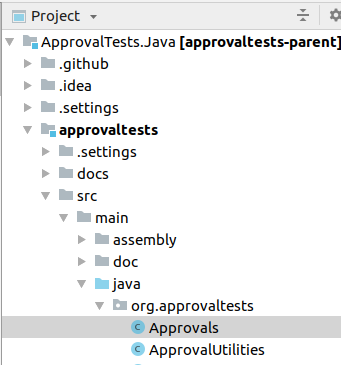 Project
ApprovalTests.Java [approvaltests-parent]
.github
.idea
.settings
approvaltests
.settings
docs
src
main
assembly
doc
java
org.approvaltests
C Approvals
C ApprovalUtilities